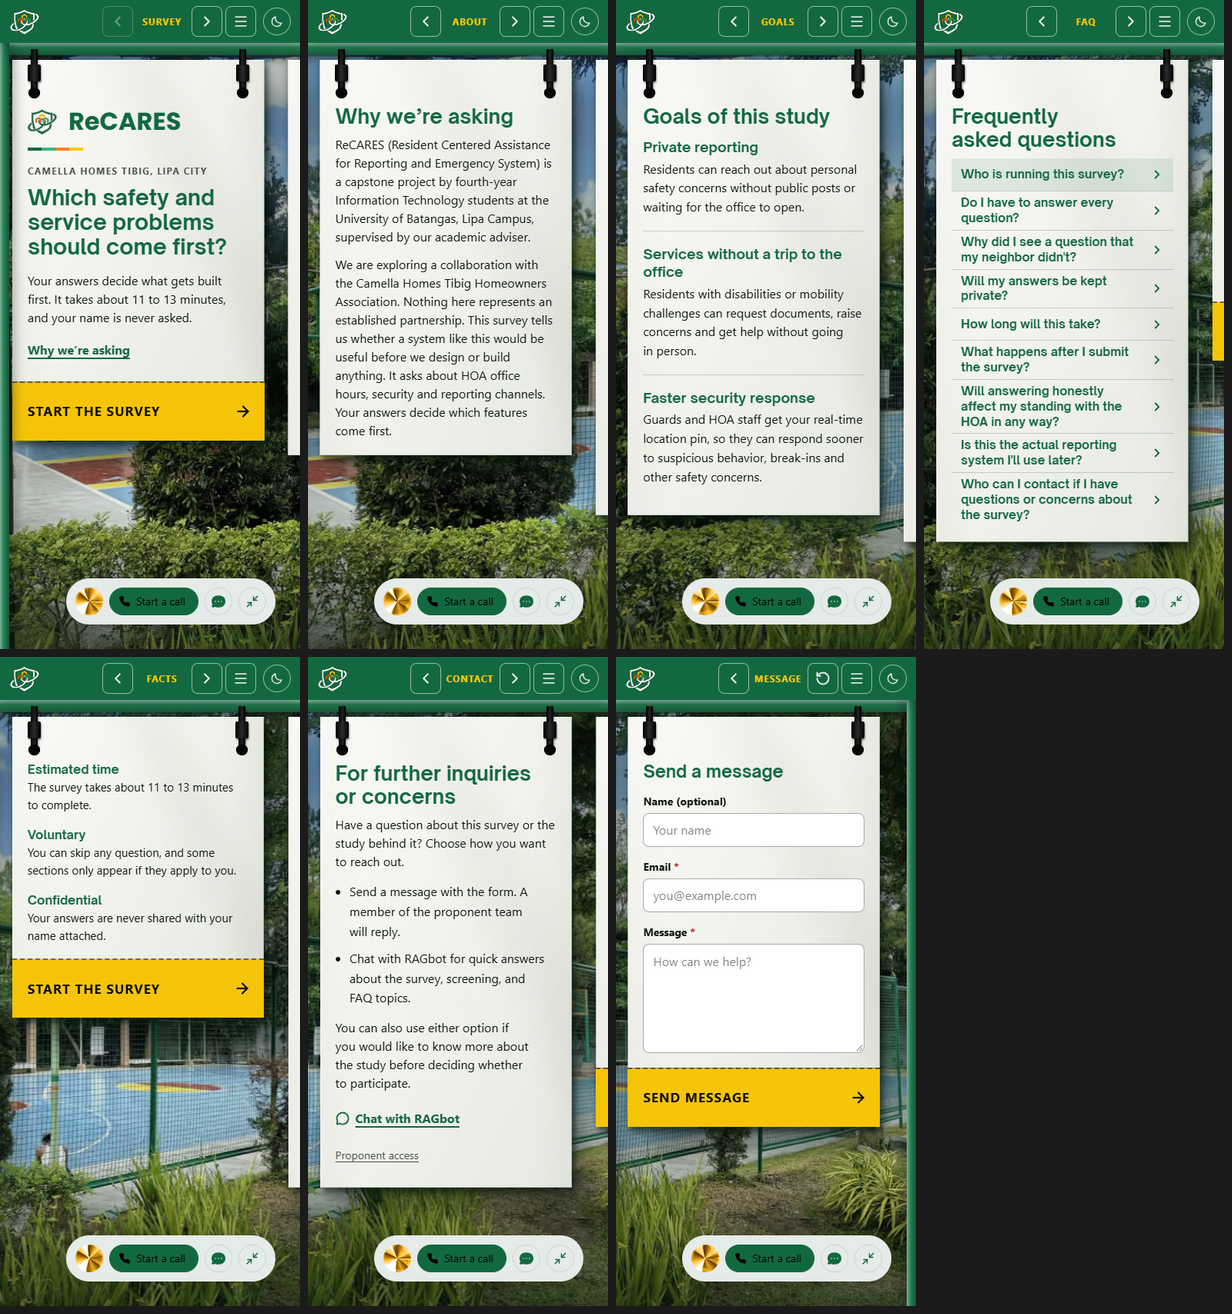 SURVEY
ReCARES
CAMELLA HOMES TIBIG, LIPA CITY
Which safety and
service problems
should come first?
Your answers decide what gets built
first. It takes about 11 to 13 minutes,
and your name is never asked.
Why we’re asking
START THE SURVEY
Start a call
ABOUT
Why we’re asking
ReCARES (Resident Centered Assistance
for Reporting and Emergency System) is
a capstone project by fourth-year
Information Technology students at the
University of Batangas, Lipa Campus,
supervised by our academic adviser.
We are exploring a collaboration with
the Camella Homes Tibig Homeowners
Association. Nothing here represents an
established partnership. This survey tells
us whether a system like this would be
useful before we design or build
anything. It asks about HOA office
hours, security and reporting channels.
Your answers decide which features
come first.
Start a call
GOALS
Goals of this study
Private reporting
Residents can reach out about personal
safety concerns without public posts or
waiting for the office to open.
Services without a trip to the
office
Residents with disabilities or mobility
challenges can request documents, raise
concerns and get help without going
in person.
Faster security response
Guards and HOA staff get your real-time
location pin, so they can respond sooner
to suspicious behavior, break-ins and
other safety concerns.
Start a call
FAQ
Frequently
asked questions
Who is running this survey?
Do I have to answer every
question?
Why did I see a question that
my neighbor didn't?
Will my answers be kept
private?
How long will this take?
What happens after I submit
the survey?
Will answering honestly
affect my standing with the
HOA in any way?
Is this the actual reporting
system I'll use later?
Who can I contact if I have
questions or concerns about
the survey?
Start a call
FACTS
Estimated time
The survey takes about 11 to 13 minutes
to complete.
Voluntary
You can skip any question, and some
sections only appear if they apply to you.
Confidential
Your answers are never shared with your
name attached.
START THE SURVEY
Start a call
CONTACT
For further inquiries
or concerns
Have a question about this survey or the
study behind it? Choose how you want
to reach out.
• Send a message with the form. A
member of the proponent team
will reply.
• Chat with RAGbot for quick answers
about the survey, screening, and
FAQ topics.
You can also use either option if
you would like to know more about
the study before deciding whether
to participate.
Chat with RAGbot
Proponent access
Start a call
MESSAGE
Send a message
Name (optional)
Your name
Email *
you@example.com
Message *
How can we help?
SEND MESSAGE
Start a call